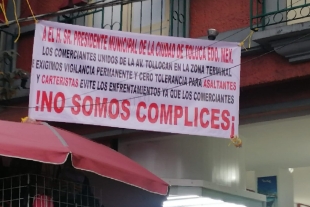 A EL H. SR. PRESIDENTE MUNICIPAL DE LA CIUDAD DE TOLUCA EDO. MEX.
LOS COMERCIANTES UNIDOS DE LA AV. TOLLOCAN EN LA ZONA TERMINAL
EXIGIMOS VIGILANCIA PERMANENTE Y CERO TOLERANCIA PARA ASALTANTES
Y CARTERISTAS EVITE LOS ENFRENTAMIENTOS YA QUE LOS COMERCIANTES
¡NO SOMOS COMPLICES¡